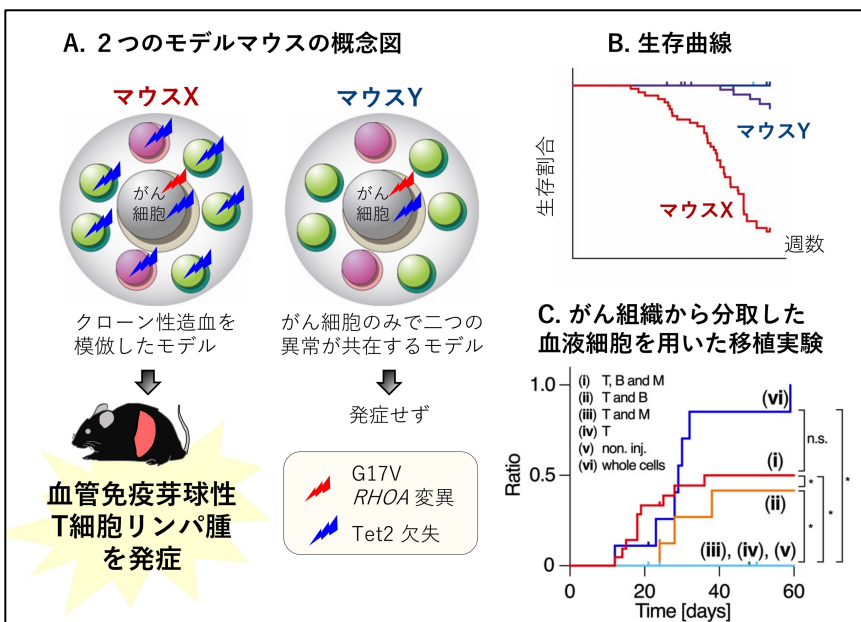 A. 2つのモデルマウスの概念図
マウスX
マウスY
がん
細胞
がん
細胞
クローン性造血を
模倣したモデル
がん細胞のみで二つの
異常が共在するモデル
発症せず
血管免疫芽球性
T細胞リンパ腫
を発症
G17V
RHOA 変異
Tet2 欠失
B. 生存曲線
生存割合
マウスY
マウスX
週数
C. がん組織から分取した
血液細胞を用いた移植実験
(i) T, B and M
(ii) T and B
(iii) T and M
(iv) T
(v) non. inj.
(vi) whole cells
1.0
0.5
0
Ratio
(vi)
(i)
(ii)
(iii), (iv), (v)
n.s.
*
*
*
*
0
20
40
60
Time [days]